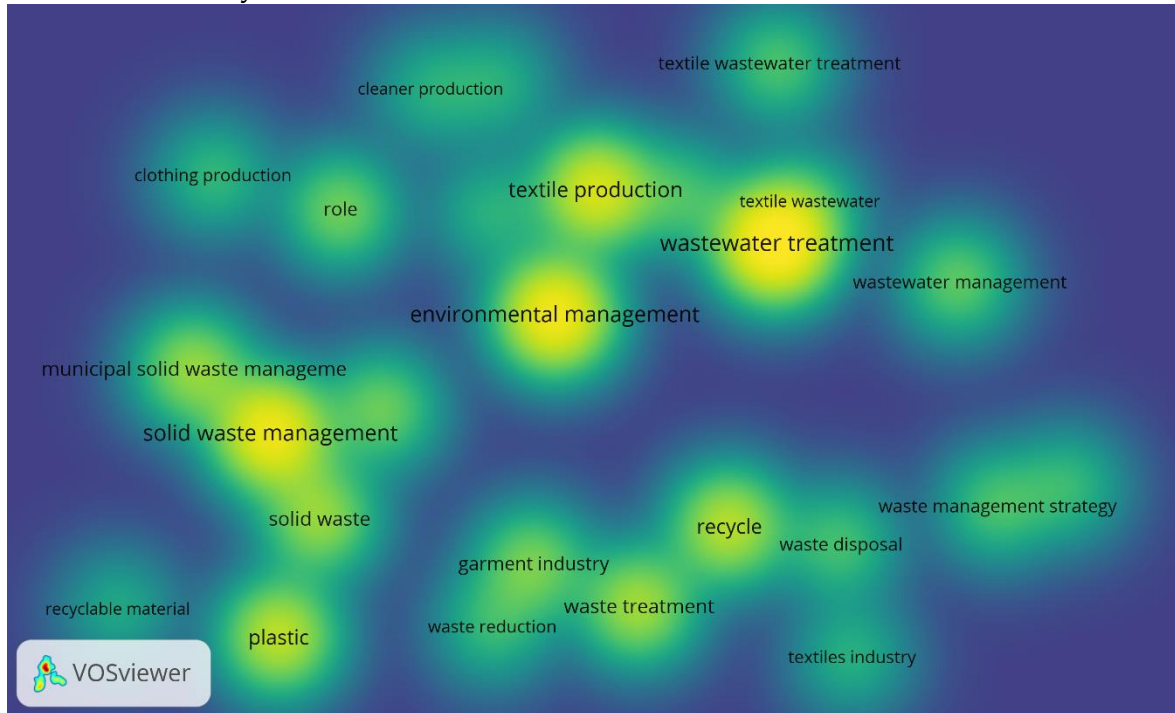 textile wastewater treatment
cleaner production
clothing production
textile production
role
textile wastewater
wastewater treatment
wastewater management
environmental management
municipal solid waste manageme
solid waste management
waste management strategy
solid waste
recycle
waste disposal
garment industry
waste treatment
recyclable material
waste reduction
plastic
textiles industry
VOSviewer